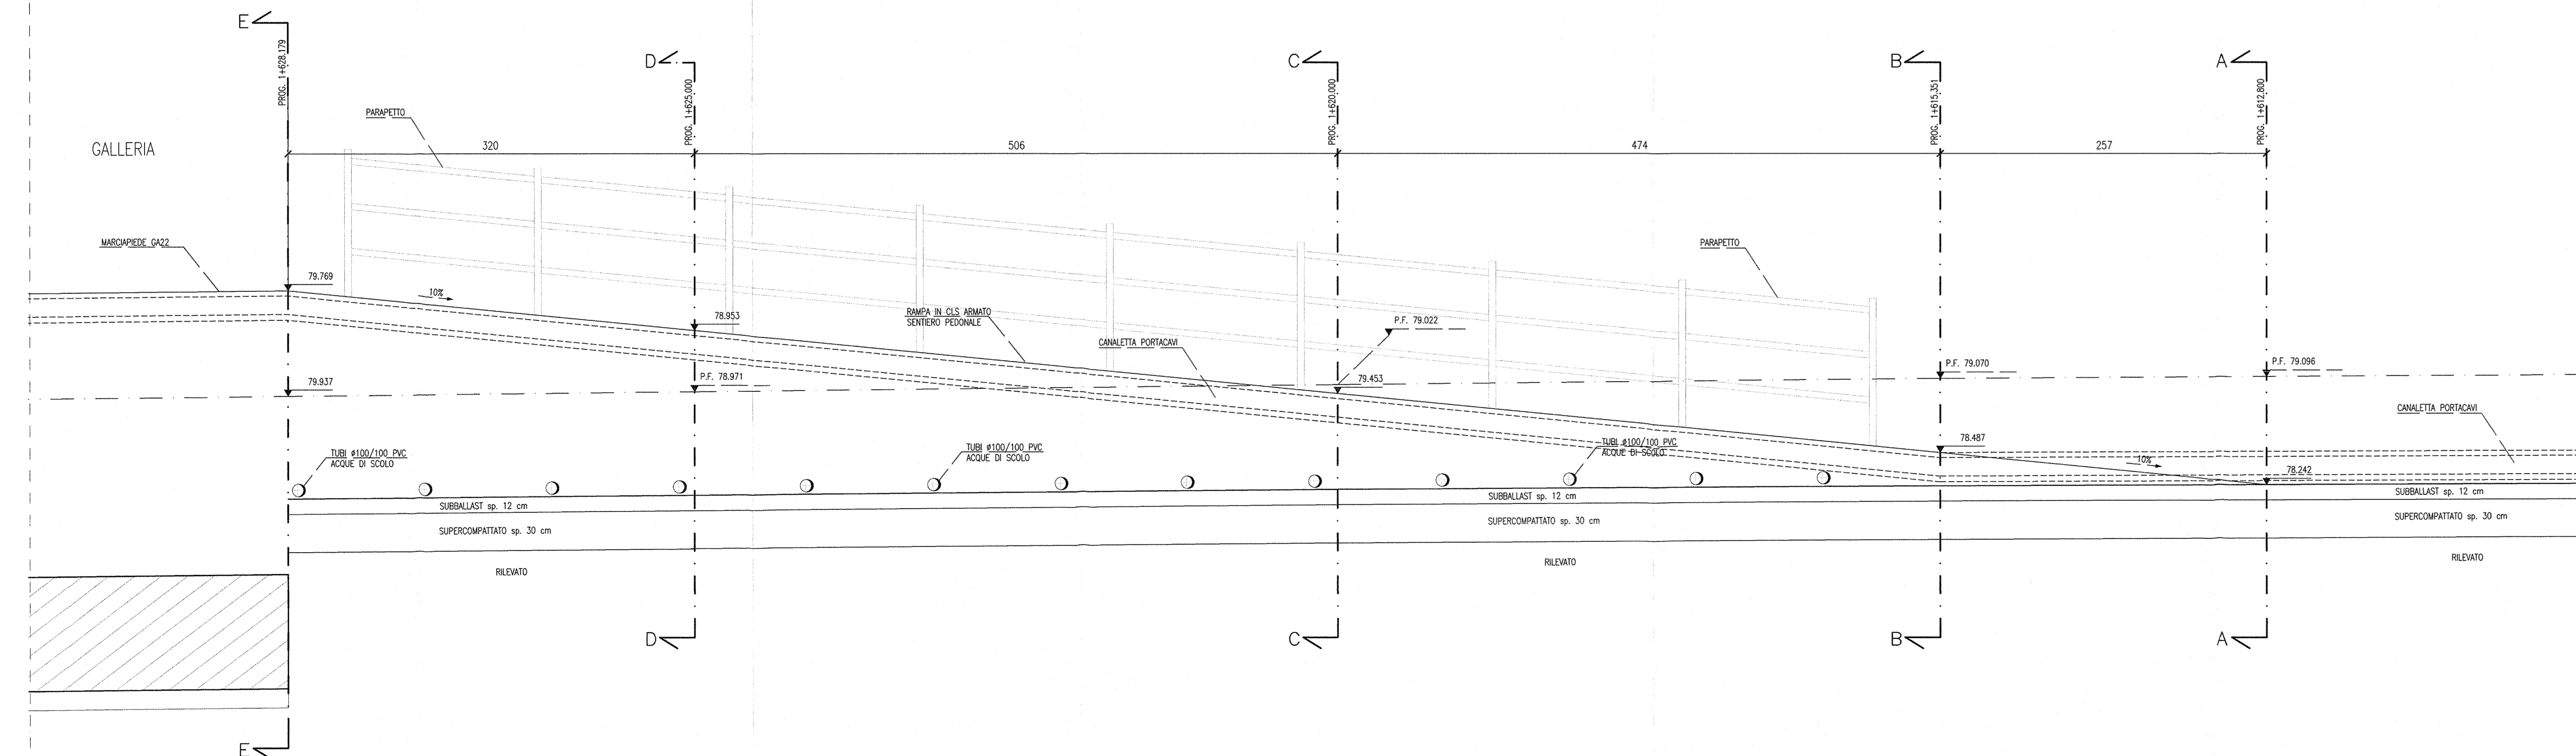 E
D
C
B
A
PROG. 1+628.179
PROG. 1+625.000
PROG. 1+620.000
PROG. 1+615.351
PROG. 1+612.800
PARAPETTO
GALLERIA
320
506
474
257
MARCIAPIEDE GA22
PARAPETTO
79.769
10%
78.953
RAMPA IN CLS ARMATO
SENTIERO PEDONALE
P.F. 79.022
CANALETTA PORTACAVI
79.937
P.F. 78.971
79.453
P.F. 79.070
P.F. 79.096
CANALETTA PORTACAVI
TUBI ø100/100 PVC
ACQUE DI SCOLO
TUBI ø100/100 PVC
ACQUE DI SCOLO
TUBI ø100/100 PVC
ACQUE DI SCOLO
78.487
10%
78.242
SUBBALLAST sp. 12 cm
SUBBALLAST sp. 12 cm
SUBBALLAST sp. 12 cm
SUPERCOMPATTATO sp. 30 cm
SUPERCOMPATTATO sp. 30 cm
SUPERCOMPATTATO sp. 30 cm
RILEVATO
RILEVATO
RILEVATO
D
C
B
A
E